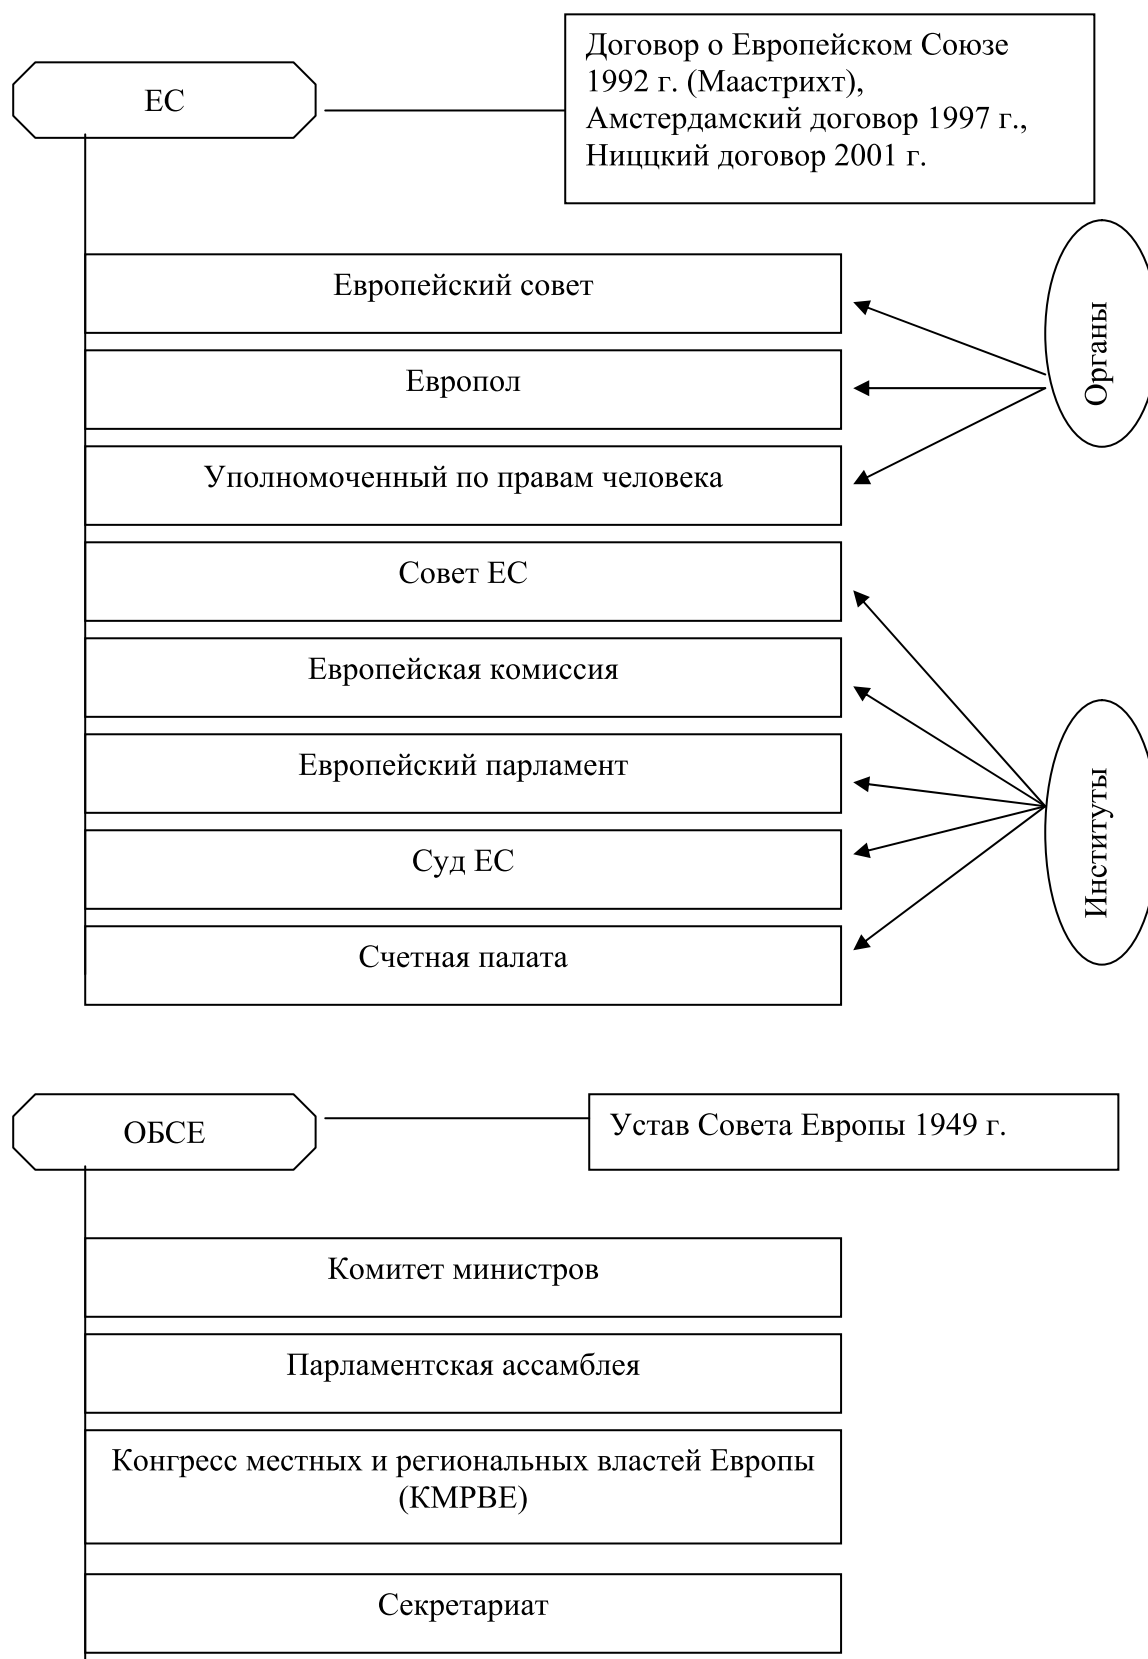 ЕС
Договор о Европейском Союзе
1992 г. (Маастрихт),
Амстердамский договор 1997 г.,
Ниццкий договор 2001 г.
Европейский совет
Европол
Уполномоченный по правам человека
Органы
Совет ЕС
Европейская комиссия
Европейский парламент
Суд ЕС
Счетная палата
Институты
ОБСЕ
Устав Совета Европы 1949 г.
Комитет министров
Парламентская ассамблея
Конгресс местных и региональных властей Европы
(КМРВЕ)
Секретариат